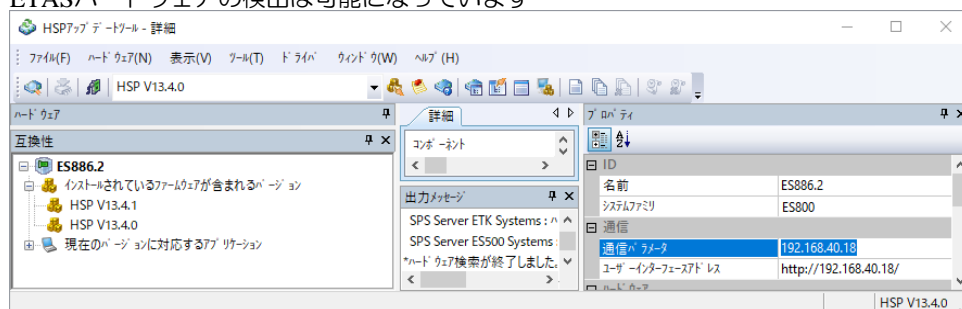 ETASハードウェアの検出は可能になっています
HSPアップデートツール - 詳細
ファイル(F) ハードウェア(N) 表示(V) ツール(T) ドライバ ウィンドウ(W) ヘルプ(H)
HSP V13.4.0
ハードウェア
互換性
ES886.2
インストールされているファームウェアが含まれるバージョン
HSP V13.4.1
HSP V13.4.0
現在のバージョンに対応するアプリケーション
詳細
コンポーネント
出力メッセージ
SPS Server ETK Systems : ハ
SPS Server ES500 Systems :
*ハードウェア検索が終了しました。
プロパティ
ID
名前 ES886.2
システムファミリ ES800
通信
通信パラメータ 192.168.40.18
ユーザーインターフェースアドレス http://192.168.40.18/
ハードウェア
HSP V13.4.0